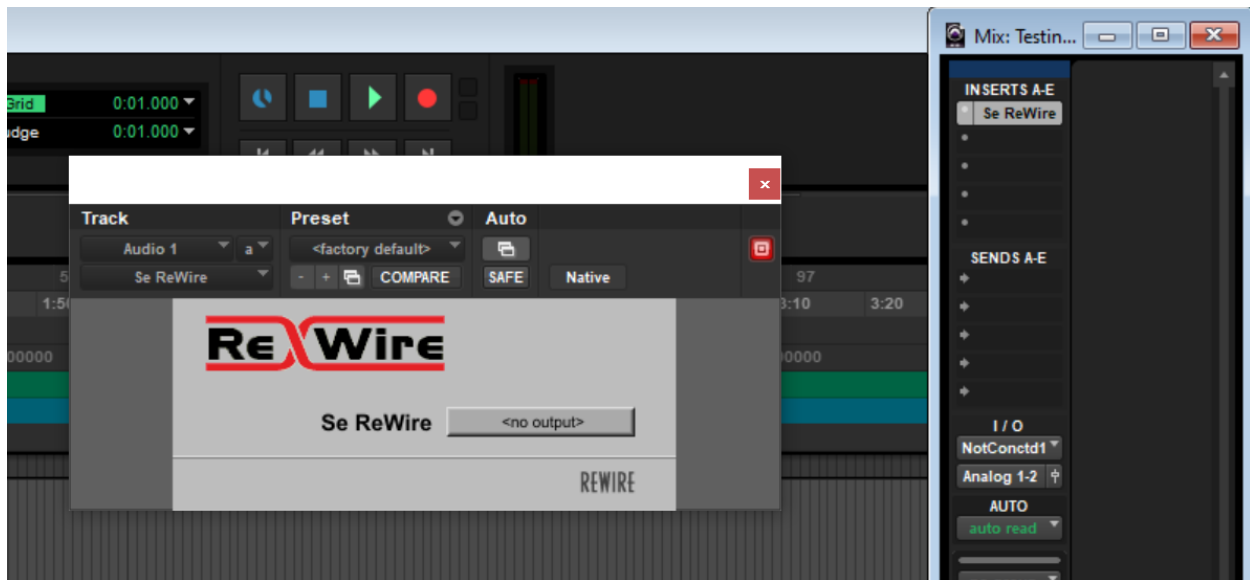 Mix: Testin...
Grid 0:01.000
udge 0:01.000
INSERTS A-E
Se ReWire
Track Preset Auto
Audio 1 a <factory default>
Se ReWire - + COMPARE SAFE Native
SENDS A-E
5 97
1:50 3:10 3:20
00000 00000
ReWire
Se ReWire <no output>
REWIRE
I / O
NotConctd1
Analog 1-2
AUTO
auto read